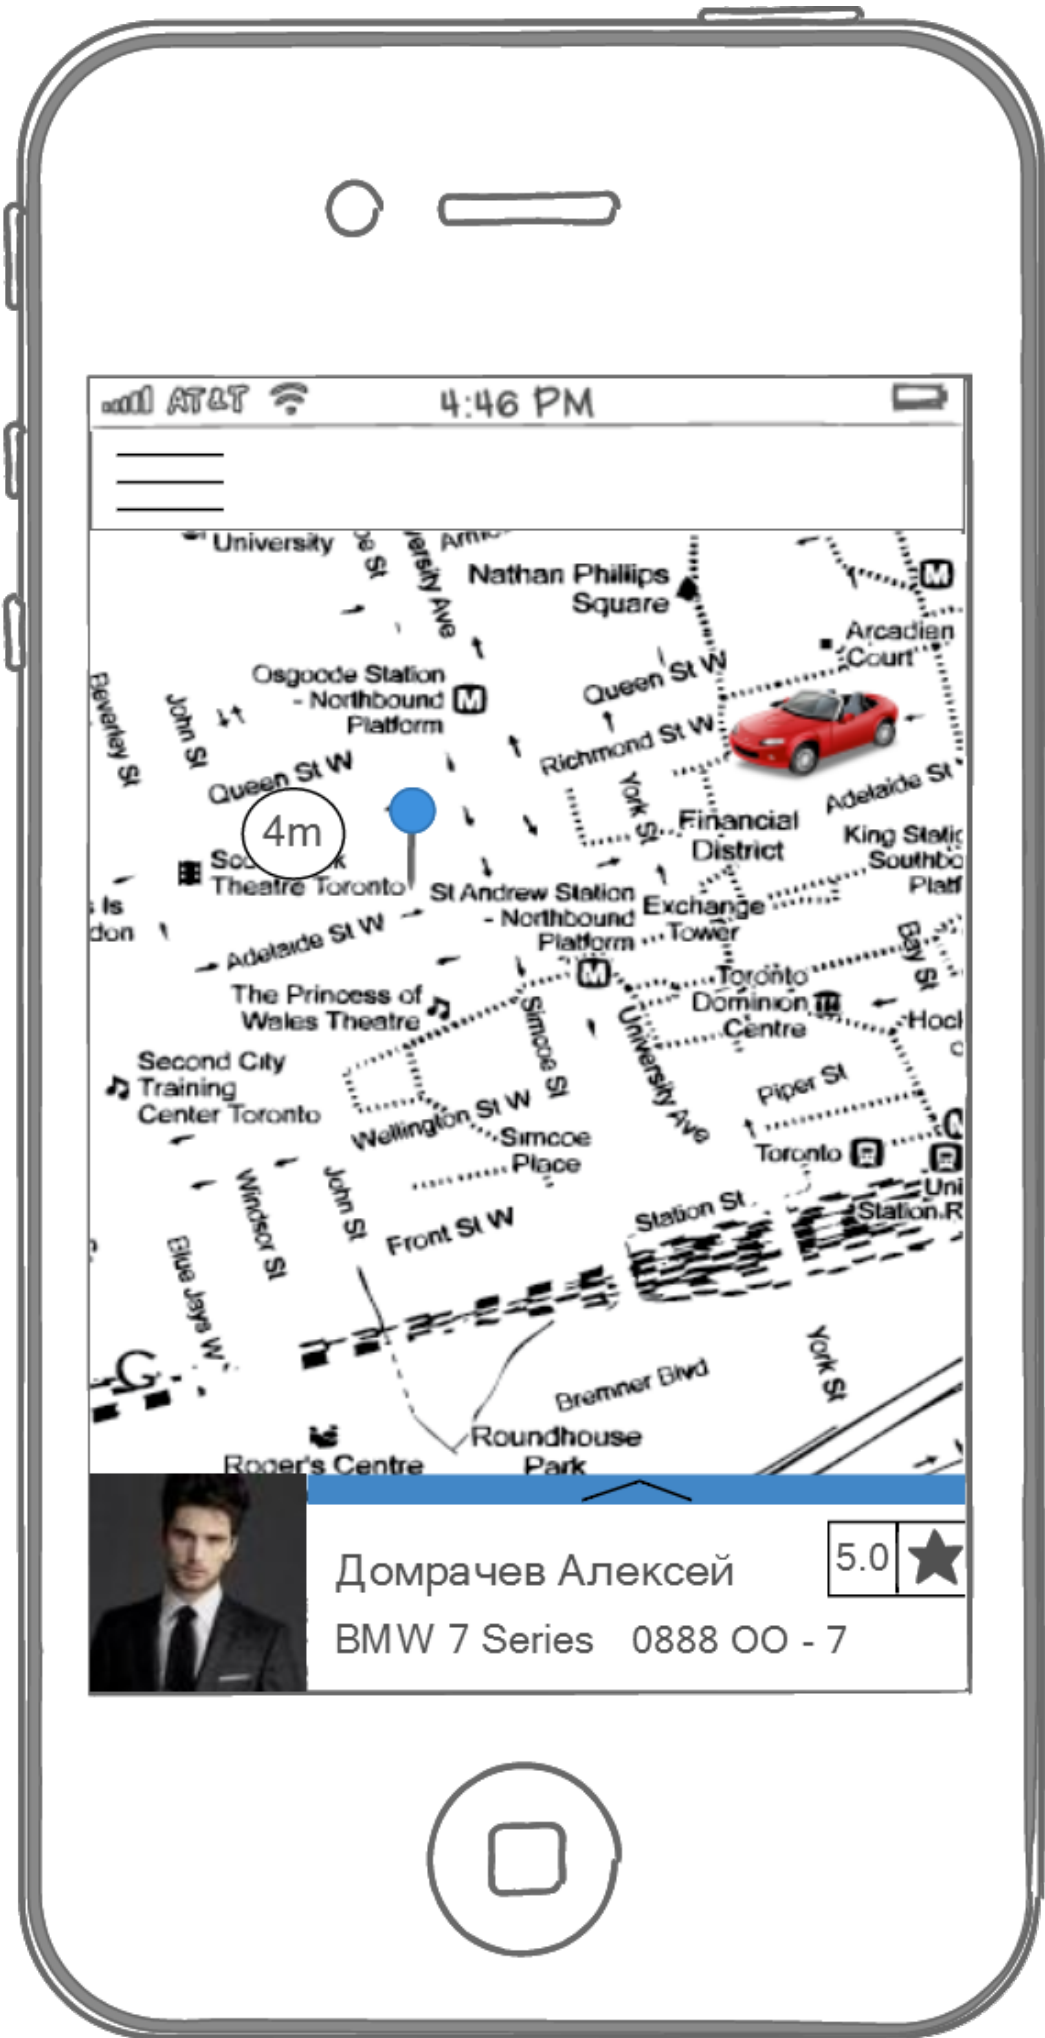 AT&T 4:46 PM
University
Nathan Phillips
Square
Arcadian
Court
Osgoode Station
- Northbound
Platform
Queen St W
Beverley St
John St
Richmond St W
Queen St W
York St
Adelaide St
4m
Financial
District
Theatre Toronto
St Andrew Station
- Northbound
Platform
Exchange
Tower
Adelaide St W
Bay St
The Princess of
Wales Theatre
Toronto
Dominion
Centre
Simcoe St
University Ave
Second City
Training
Center Toronto
Piper St
Wellington St W
Simcoe
Place
Toronto
Windsor St
John St
Station St
Front St W
Blue Jays W
York St
Bremner Blvd
Roundhouse
Park
Roger's Centre
Домрачев Алексей 5.0
BMW 7 Series 0888 OO - 7